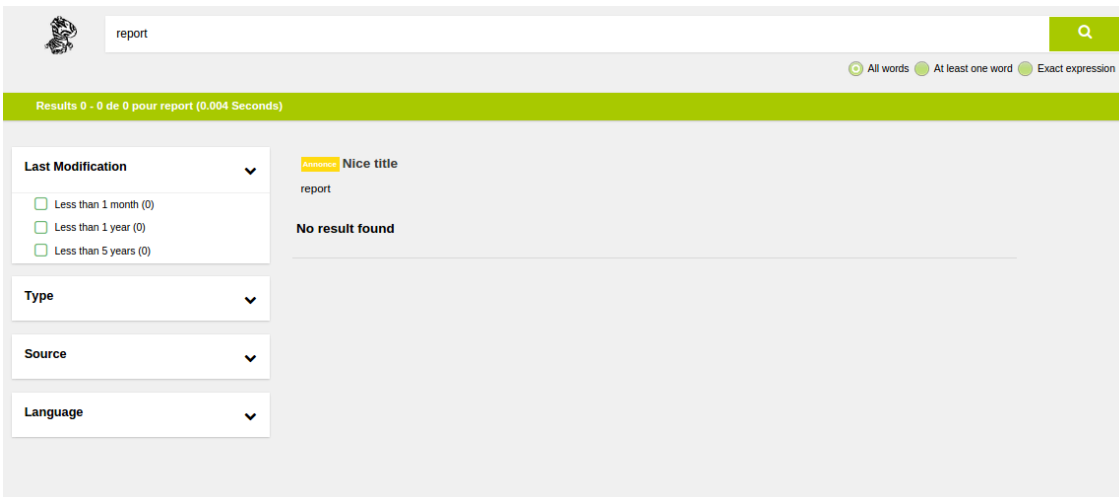 report
All words At least one word Exact expression
Results 0 - 0 de 0 pour report (0.004 Seconds)
Last Modification
Less than 1 month (0)
Less than 1 year (0)
Less than 5 years (0)
Type
Source
Language
Annonce Nice title
report
No result found